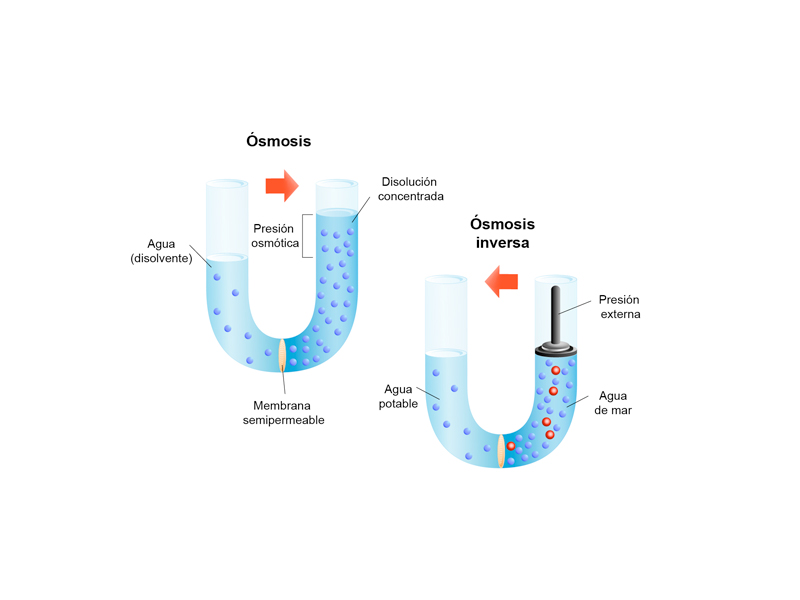 Ósmosis
Disolución
concentrada
Presión
osmótica
Agua
(disolvente)
Membrana
semipermeable
Ósmosis
inversa
Presión
externa
Agua
potable
Agua
de mar